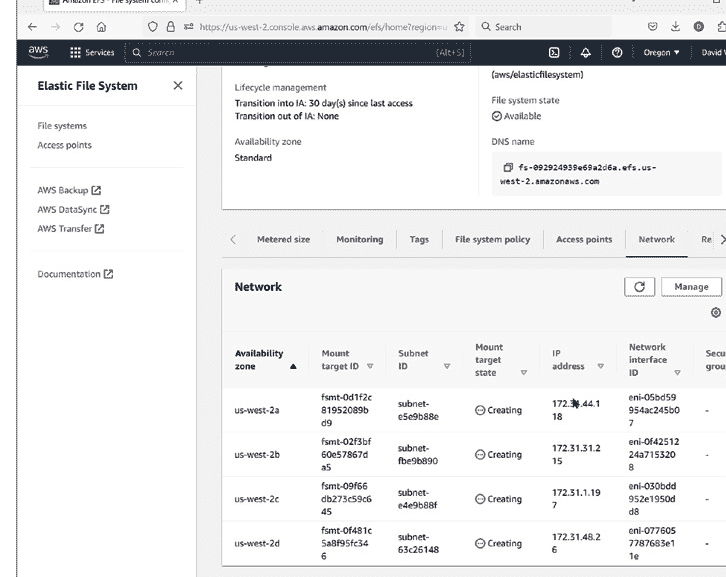 Amazon EFS - File system
https://us-west-2.console.aws.amazon.com/efs/home?region=u
Search
aws
Services
Search
[Alt+S]
Oregon
David
Elastic File System
File systems
Access points
AWS Backup
AWS DataSync
AWS Transfer
Documentation
Lifecycle management
Transition into IA: 30 day(s) since last access
Transition out of IA: None
Availability zone
Standard
(aws/elasticfilesystem)
File system state
Available
DNS name
fs-092924939e69a2d6a.efs.us-
west-2.amazonaws.com
Metered size
Monitoring
Tags
File system policy
Access points
Network
Re
Network
Manage
Availability
zone
Mount
target ID
Subnet
ID
Mount
target
state
IP
address
Network
interface
ID
Secu
grou
us-west-2a
fsmt-0d1f2c
81952089b
d9
subnet-
e5e9b88e
Creating
44.1
18
eni-05bd59
954ac245b0
7
-
us-west-2b
fsmt-02f3bf
60e57867d
a5
subnet-
fbe9b890
Creating
172.31.31.2
15
eni-0f42512
24a715320
8
-
us-west-2c
fsmt-09f66
db273c59c6
45
subnet-
e4e9b88f
Creating
172.31.1.19
7
eni-030bdd
952e1950d
d8
-
us-west-2d
fsmt-0f481c
5a8f95fc34
6
subnet-
63c26148
Creating
172.31.48.2
6
eni-077605
7787683e1
1e
-